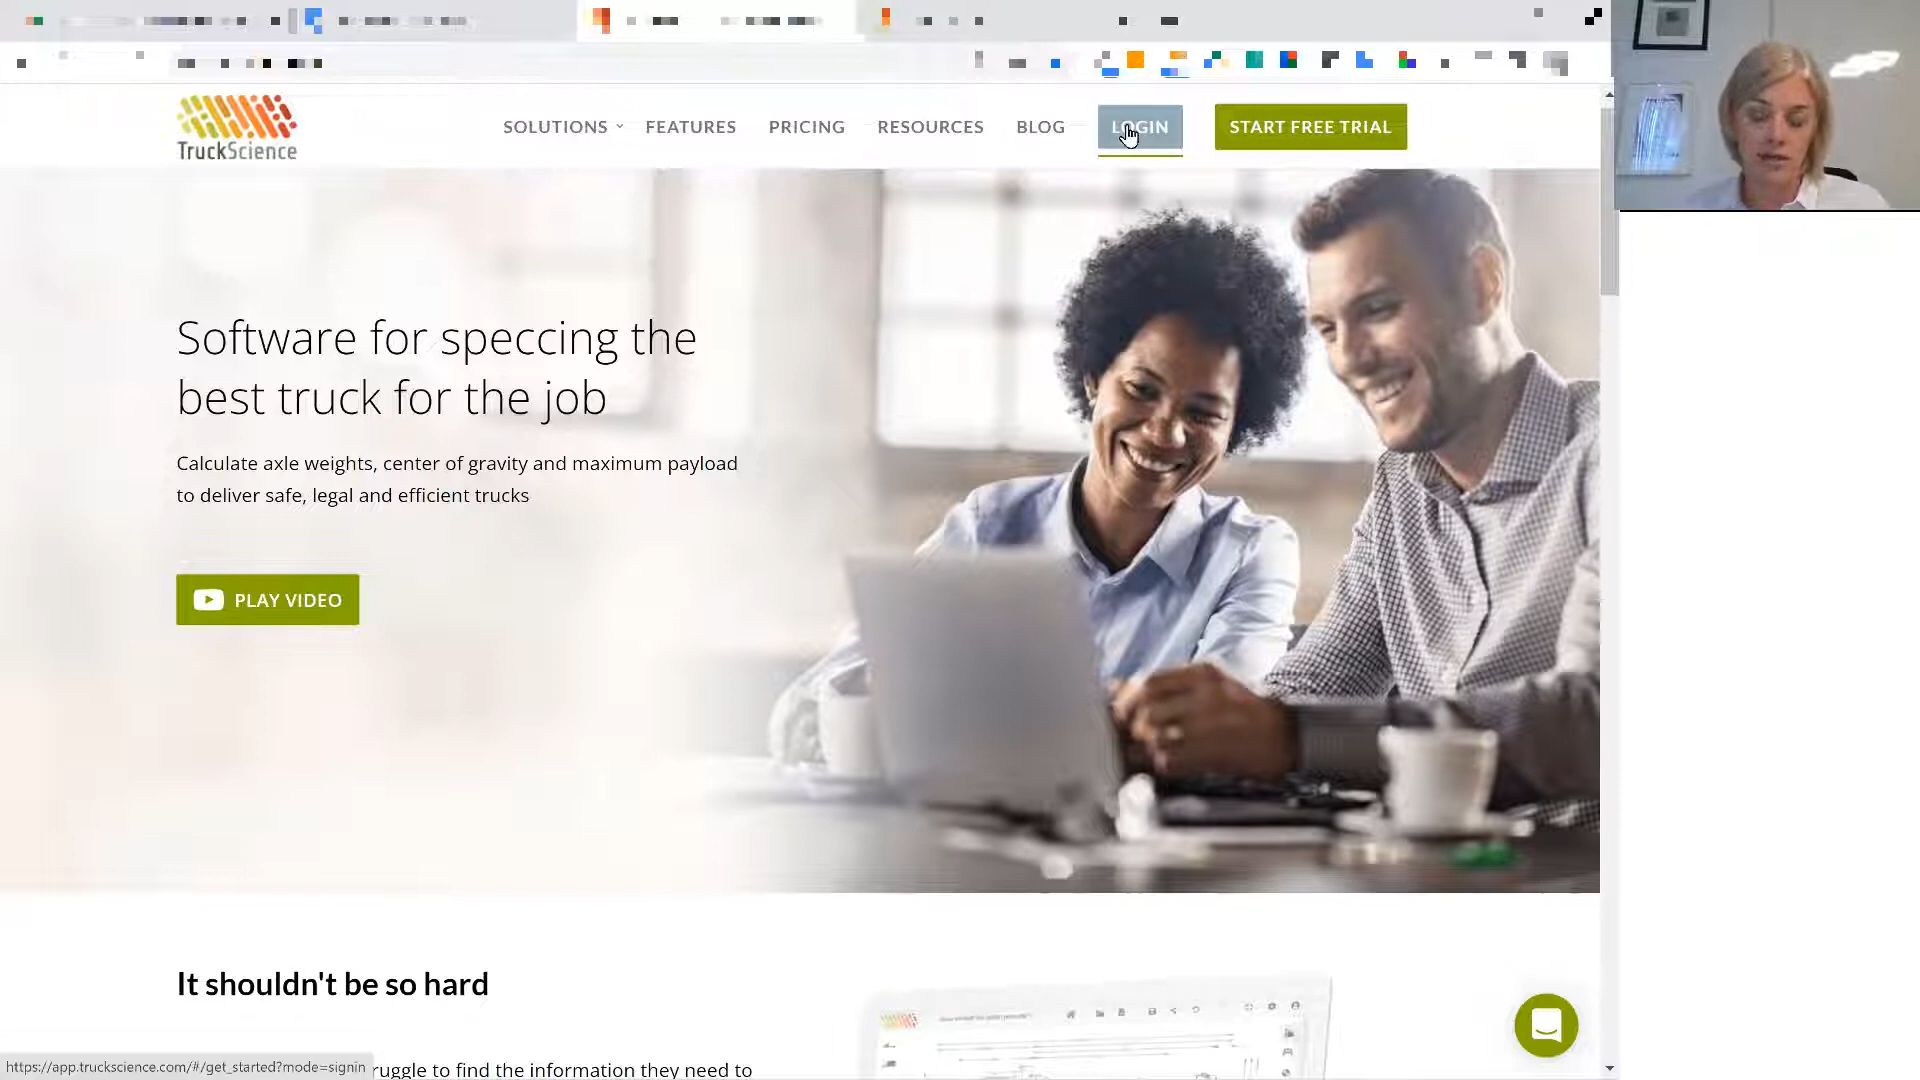 TruckScience
SOLUTIONS
FEATURES
PRICING
RESOURCES
BLOG
LOGIN
START FREE TRIAL
Software for speccing the
best truck for the job
Calculate axle weights, center of gravity and maximum payload
to deliver safe, legal and efficient trucks
PLAY VIDEO
It shouldn't be so hard
https://app.truckscience.com/#/get_started?mode=signin
to find the information they need to